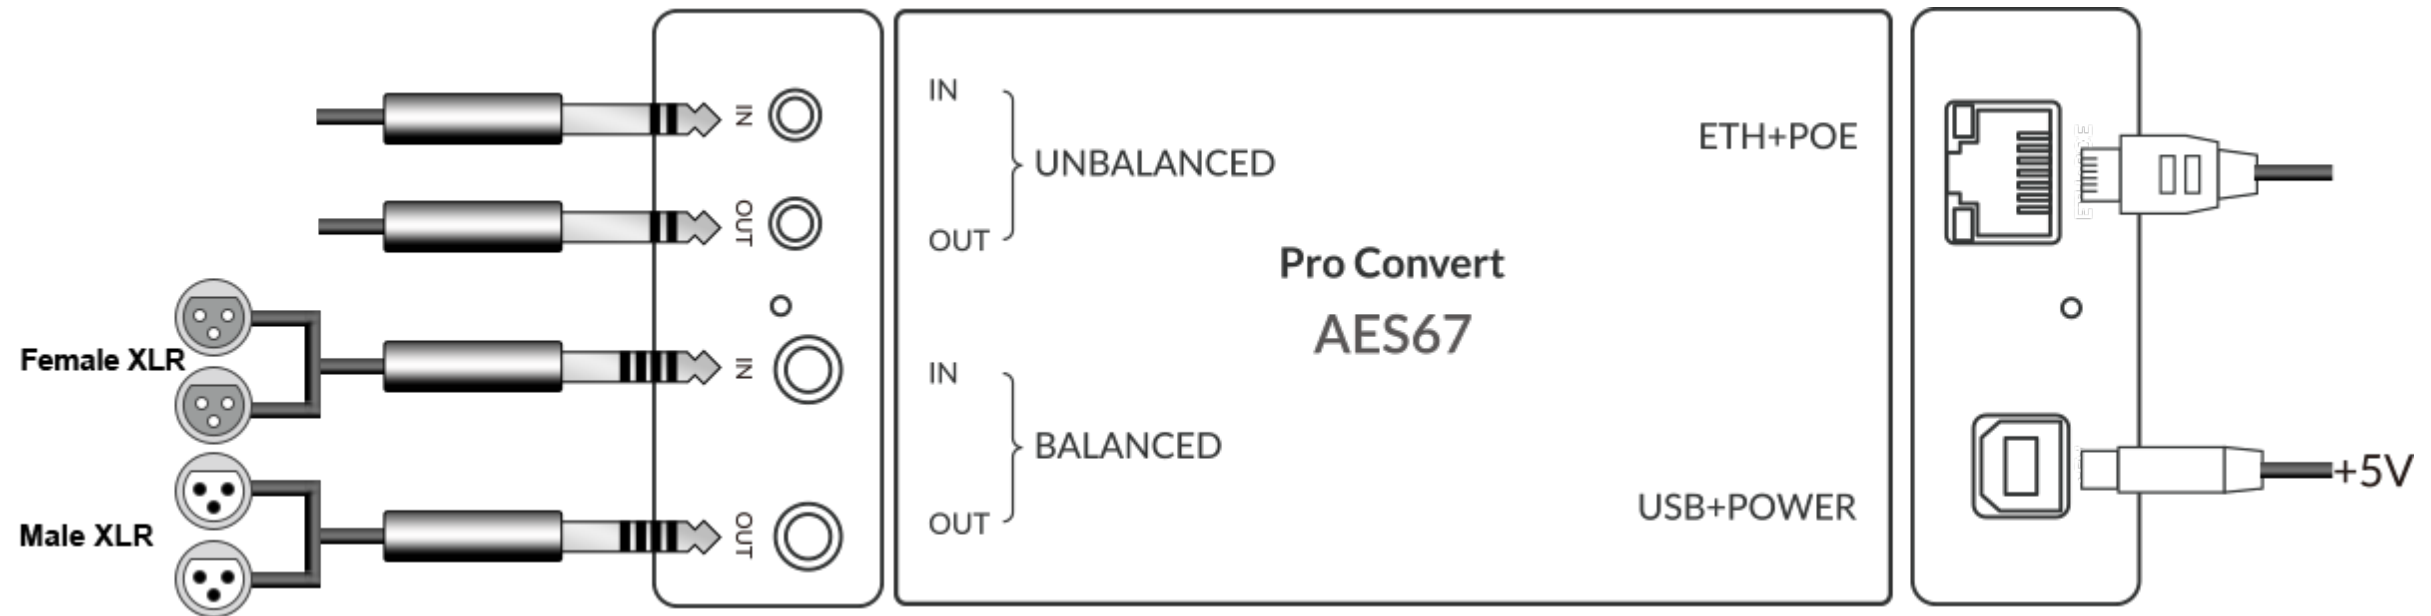 IN
OUT
Female XLR
IN
Male XLR
OUT
IN
UNBALANCED
OUT
Pro Convert
AES67
IN
BALANCED
OUT
ETH+POE
USB+POWER
+5V